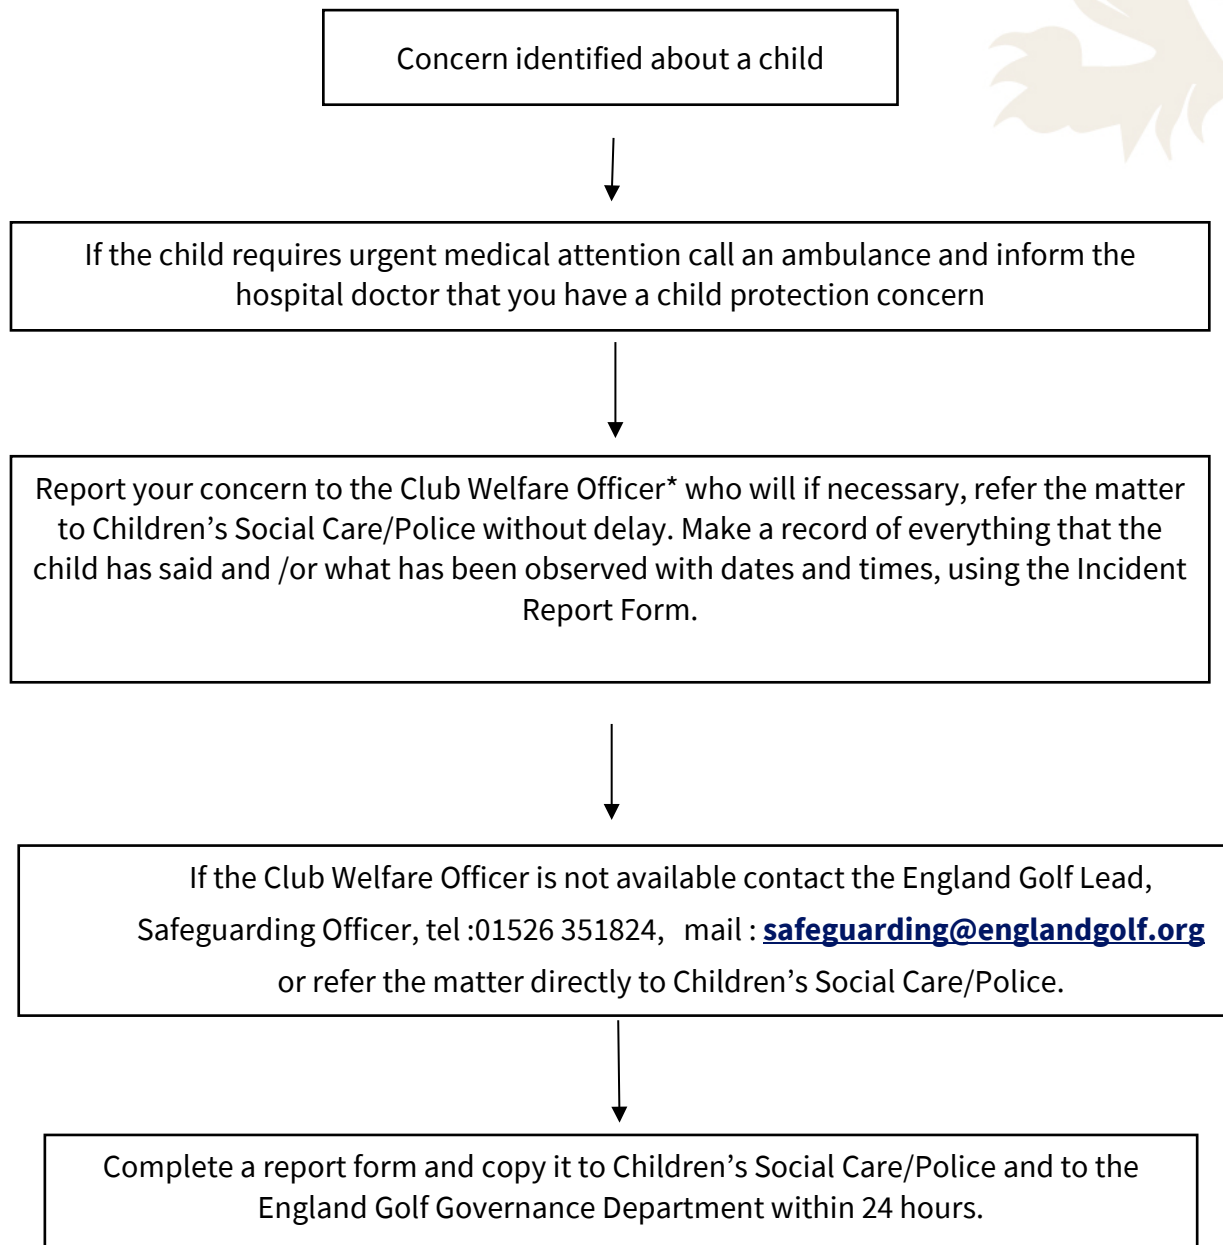 Concern identified about a child
If the child requires urgent medical attention call an ambulance and inform the
hospital doctor that you have a child protection concern
Report your concern to the Club Welfare Officer* who will if necessary, refer the matter
to Children’s Social Care/Police without delay. Make a record of everything that the
child has said and /or what has been observed with dates and times, using the Incident
Report Form.
If the Club Welfare Officer is not available contact the England Golf Lead,
Safeguarding Officer, tel :01526 351824, mail : safeguarding@englandgolf.org
or refer the matter directly to Children’s Social Care/Police.
Complete a report form and copy it to Children’s Social Care/Police and to the
England Golf Governance Department within 24 hours.